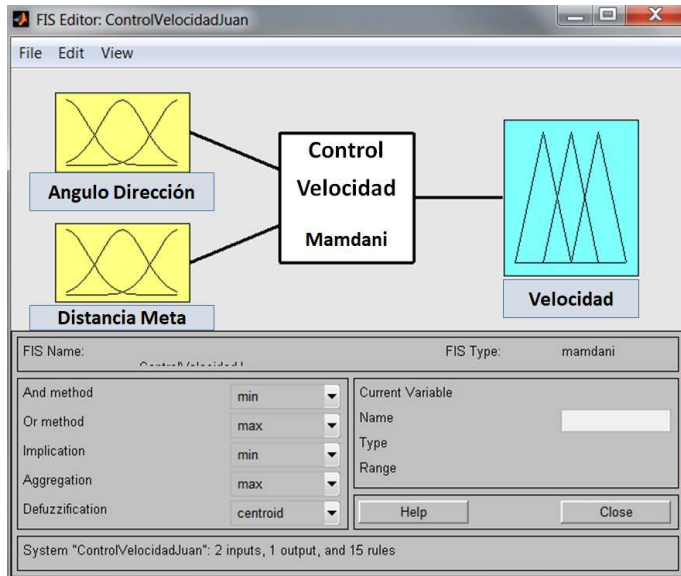 FIS Editor: ControlVelocidadJuan
File Edit View
Angulo Dirección
Distancia Meta
Control
Velocidad
Mamdani
Velocidad
FIS Name:
FIS Type: mamdani
And method min
Or method max
Implication min
Aggregation max
Defuzzification centroid
Current Variable
Name
Type
Range
Help Close
System "ControlVelocidadJuan": 2 inputs, 1 output, and 15 rules